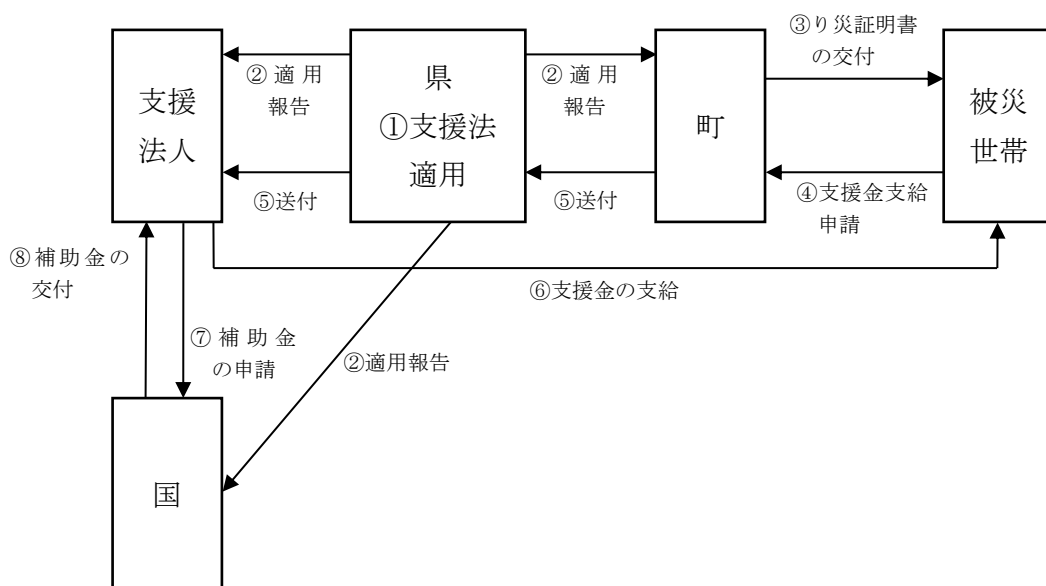 支援
法人
②適用
報告
県
①支援法
適用
②適用
報告
町
③り災証明書
の交付
被災
世帯
⑤送付
⑤送付
④支援金支給
申請
⑧補助金の
交付
⑥支援金の支給
⑦補助金
の申請
②適用報告
国